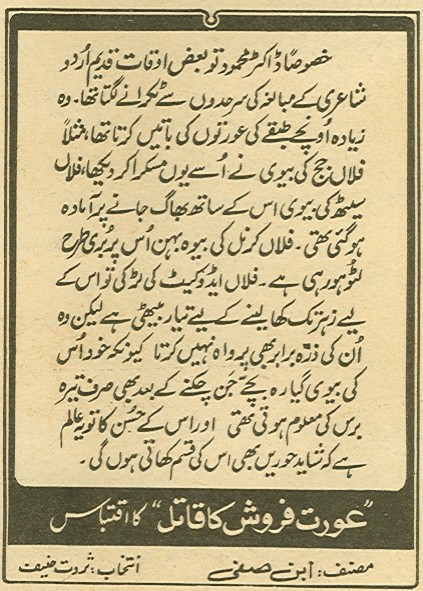 خصوصاً ڈاکٹر محمود تو بعض اوقات قدیم اُردو
شاعری کے مبالغہ کی سرحدوں سے ٹکرانے لگتا تھا۔ وہ
زیادہ اُونچے طبقے کی عورتوں کی باتیں کرتا تھا، مثلاً
فلاں جج کی بیوی نے اُسے یوں مسکرا کر دیکھا، فلاں
سیٹھ کی بیوی اس کے ساتھ بھاگ جانے پر آمادہ
ہو گئی تھی۔ فلاں کرنل کی بیوہ بہن اُس پر بُری طرح
لٹو ہو رہی ہے۔ فلاں ایڈوکیٹ کی لڑکی تو اس کے
لیے زہر تک کھا لینے کے لیے تیار بیٹھی ہے لیکن وہ
اُن کی ذرّہ برابر بھی پرواہ نہیں کرتا کیونکہ خود اُس
کی بیوی گیارہ بچے جَن چکنے کے بعد بھی صرف تیرہ
برس کی معلوم ہوتی تھی اور اس کے حُسن کا تو یہ عالم
ہے کہ شاید حوریں بھی اس کی قسم کھاتی ہوں گی۔
"عورت فروش کا قاتل" کا اقتباس
مصنف: ابن صفی انتخاب: ثروت حنیف